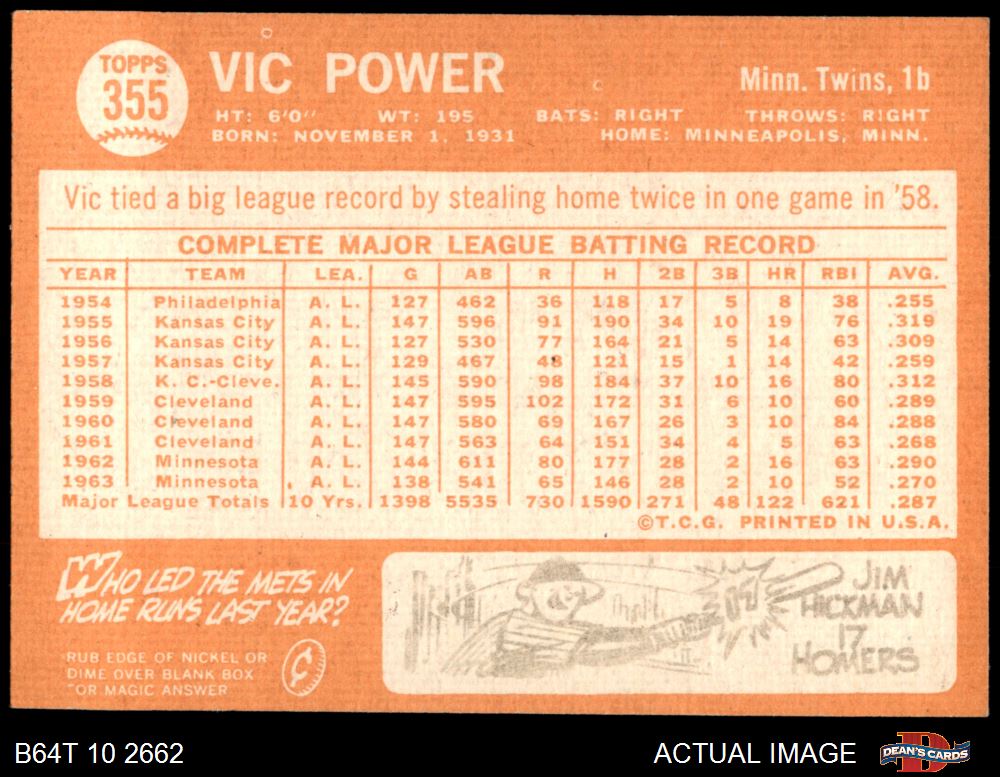 TOPPS
355
VIC POWER
Minn. Twins, 1b
HT: 6'0" WT: 195 BATS: RIGHT THROWS: RIGHT
BORN: NOVEMBER 1, 1931 HOME: MINNEAPOLIS, MINN.
Vic tied a big league record by stealing home twice in one game in '58.
COMPLETE MAJOR LEAGUE BATTING RECORD
YEAR TEAM LEA. G AB R H 2B 3B HR RBI AVG.
1954 Philadelphia A. L. 127 462 36 118 17 5 8 38 .255
1955 Kansas City A. L. 147 596 91 190 34 10 19 76 .319
1956 Kansas City A. L. 127 530 77 164 21 5 14 63 .309
1957 Kansas City A. L. 129 467 48 121 15 1 14 42 .259
1958 K. C.-Cleve. A. L. 145 590 98 184 37 10 16 80 .312
1959 Cleveland A. L. 147 595 102 172 31 6 10 60 .289
1960 Cleveland A. L. 147 580 69 167 26 3 10 84 .288
1961 Cleveland A. L. 147 563 64 151 34 4 5 63 .268
1962 Minnesota A. L. 144 611 80 177 28 2 16 63 .290
1963 Minnesota A. L. 138 541 65 146 28 2 10 52 .270
Major League Totals 10 Yrs. 1398 5535 730 1590 271 48 122 621 .287
©T.C.G. PRINTED IN U.S.A.
WHO LED THE METS IN
HOME RUNS LAST YEAR?
RUB EDGE OF NICKEL OR
DIME OVER BLANK BOX
FOR MAGIC ANSWER
JIM
HICKMAN
17
HOMERS
B64T 10 2662
ACTUAL IMAGE
DEAN'S CARDS